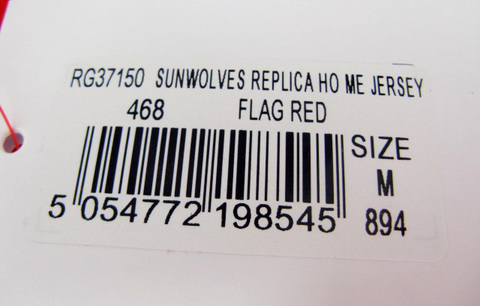 RG37150 SUNWOLVES REPLICA HO ME JERSEY
468 FLAG RED
SIZE
M
894
5 054772 198545